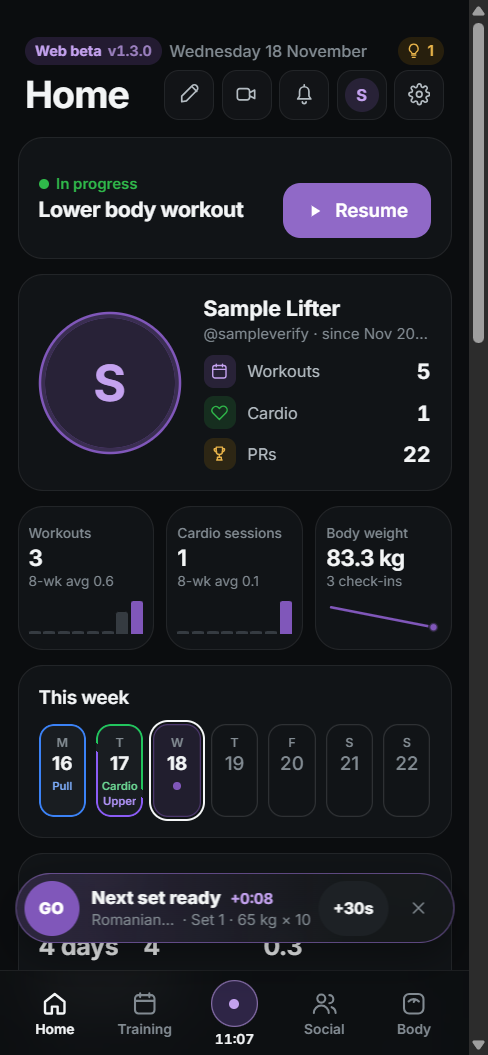 Web beta v1.3.0 Wednesday 18 November 1
Home S
In progress
Lower body workout
Resume
S
Sample Lifter
@sampleverify · since Nov 20...
Workouts 5
Cardio 1
PRs 22
Workouts
3
8-wk avg 0.6
Cardio sessions
1
8-wk avg 0.1
Body weight
83.3 kg
3 check-ins
This week
M
16
Pull
T
17
Cardio
Upper
W
18
T
19
F
20
S
21
S
22
GO
Next set ready +0:08
Romanian... · Set 1 · 65 kg × 10
+30s
4 days 4 0.3
Home
Training
11:07
Social
Body